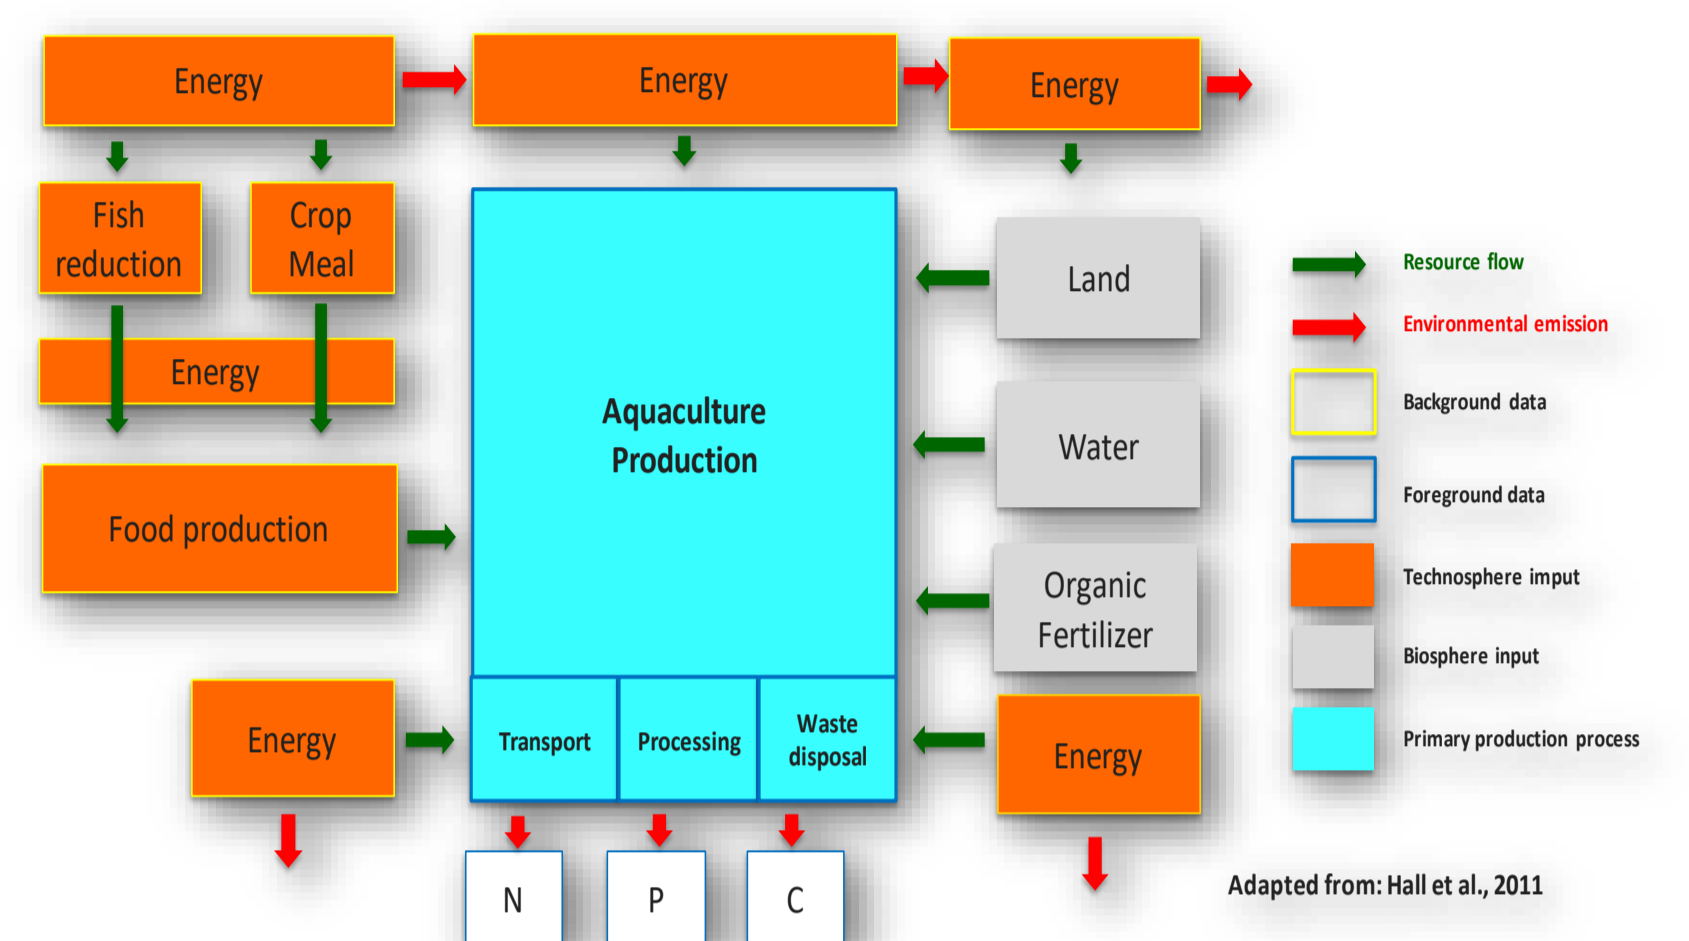 Energy
Energy
Energy
Fish
reduction
Crop
Meal
Energy
Food production
Energy
Aquaculture
Production
Transport
Processing
Waste
disposal
N
P
C
Land
Water
Organic
Fertilizer
Energy
Resource flow
Environmental emission
Background data
Foreground data
Technosphere imput
Biosphere input
Primary production process
Adapted from: Hall et al., 2011